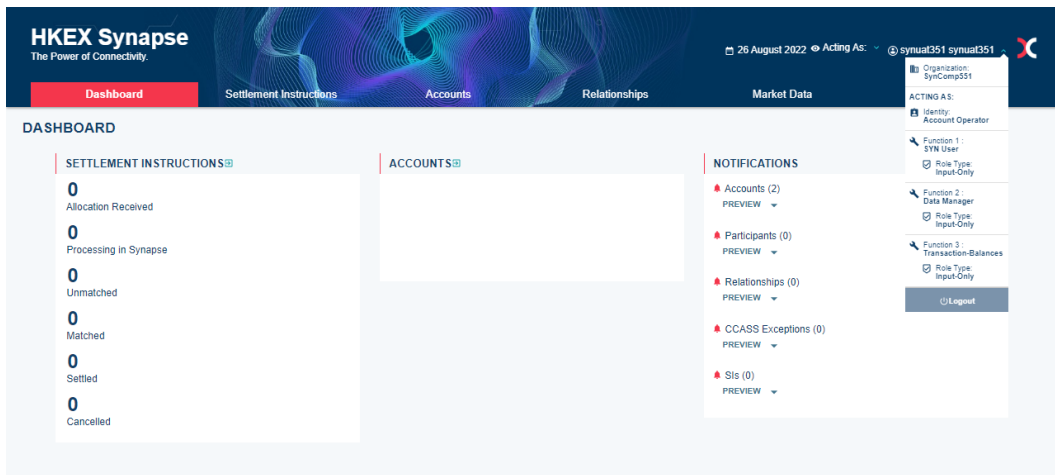 HKEX Synapse
The Power of Connectivity.
26 August 2022 Acting As: synuat351 synuat351
Dashboard Settlement Instructions Accounts Relationships Market Data
Organization:
SynComp551
ACTING AS:
Identity:
Account Operator
Function 1 :
SYN User
Role Type:
Input-Only
Function 2 :
Data Manager
Role Type:
Input-Only
Function 3 :
Transaction-Balances
Role Type:
Input-Only
Logout
DASHBOARD
SETTLEMENT INSTRUCTIONS
0
Allocation Received
0
Processing in Synapse
0
Unmatched
0
Matched
0
Settled
0
Cancelled
ACCOUNTS
NOTIFICATIONS
Accounts (2)
PREVIEW
Participants (0)
PREVIEW
Relationships (0)
PREVIEW
CCASS Exceptions (0)
PREVIEW
SIs (0)
PREVIEW